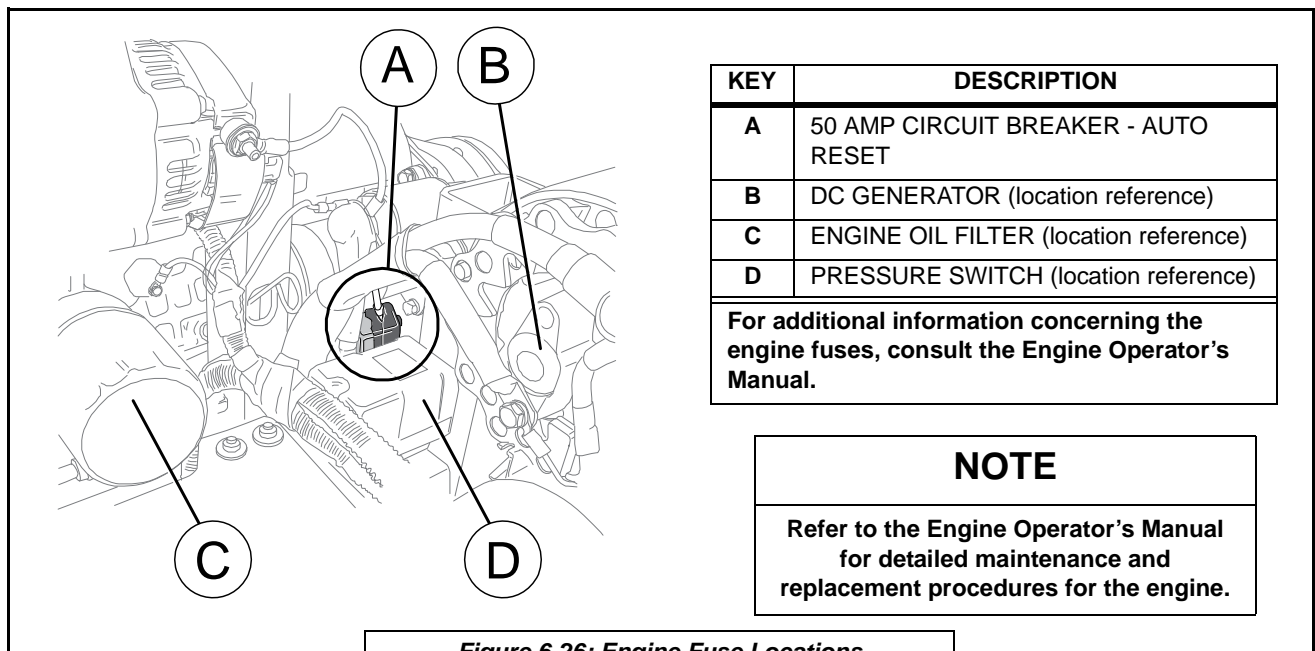 A
B
C
D
KEY DESCRIPTION
A 50 AMP CIRCUIT BREAKER - AUTO
RESET
B DC GENERATOR (location reference)
C ENGINE OIL FILTER (location reference)
D PRESSURE SWITCH (location reference)
For additional information concerning the
engine fuses, consult the Engine Operator’s
Manual.
NOTE
Refer to the Engine Operator’s Manual
for detailed maintenance and
replacement procedures for the engine.
Figure 6.26: Engine Fuse Locations